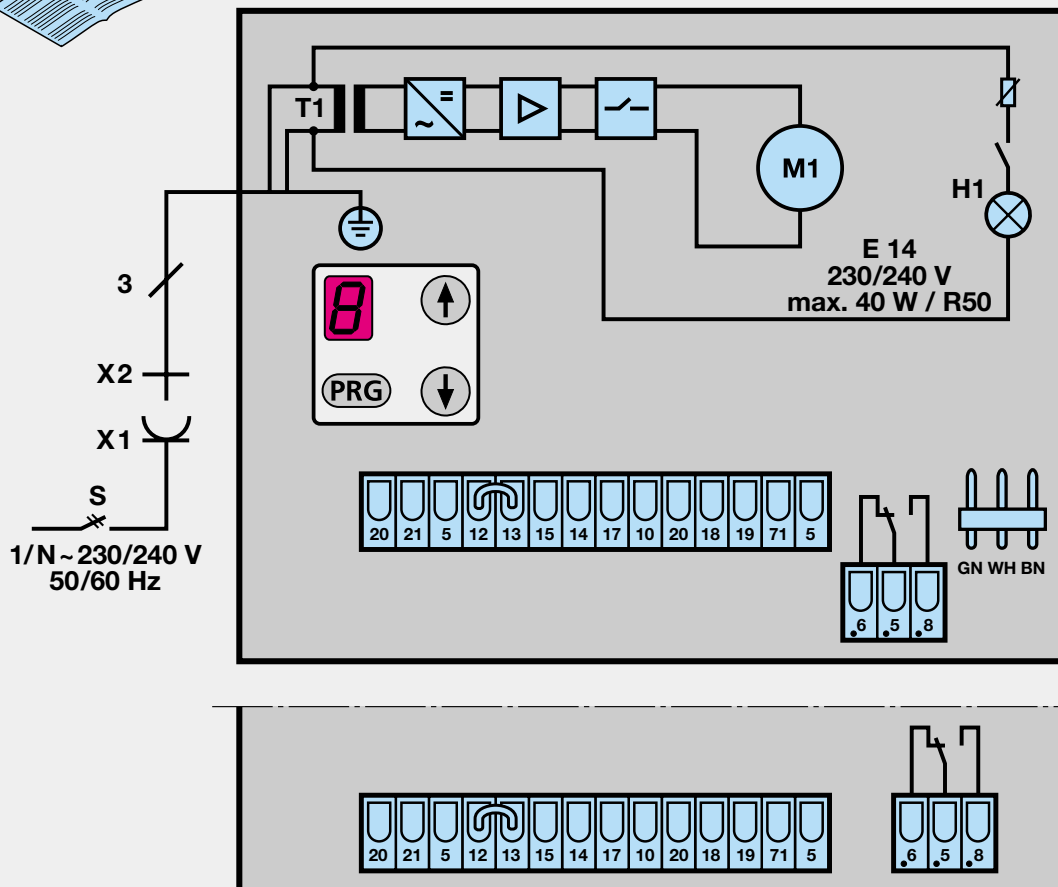 T1
M1
H1
E 14
230/240 V
max. 40 W / R50
3
PRG
X2
X1
S
1/N ~ 230/240 V
50/60 Hz
20 21 5 12 13 15 14 17 10 20 18 19 71 5
GN WH BN
.6 .5 .8
20 21 5 12 13 15 14 17 10 20 18 19 71 5
.6 .5 .8